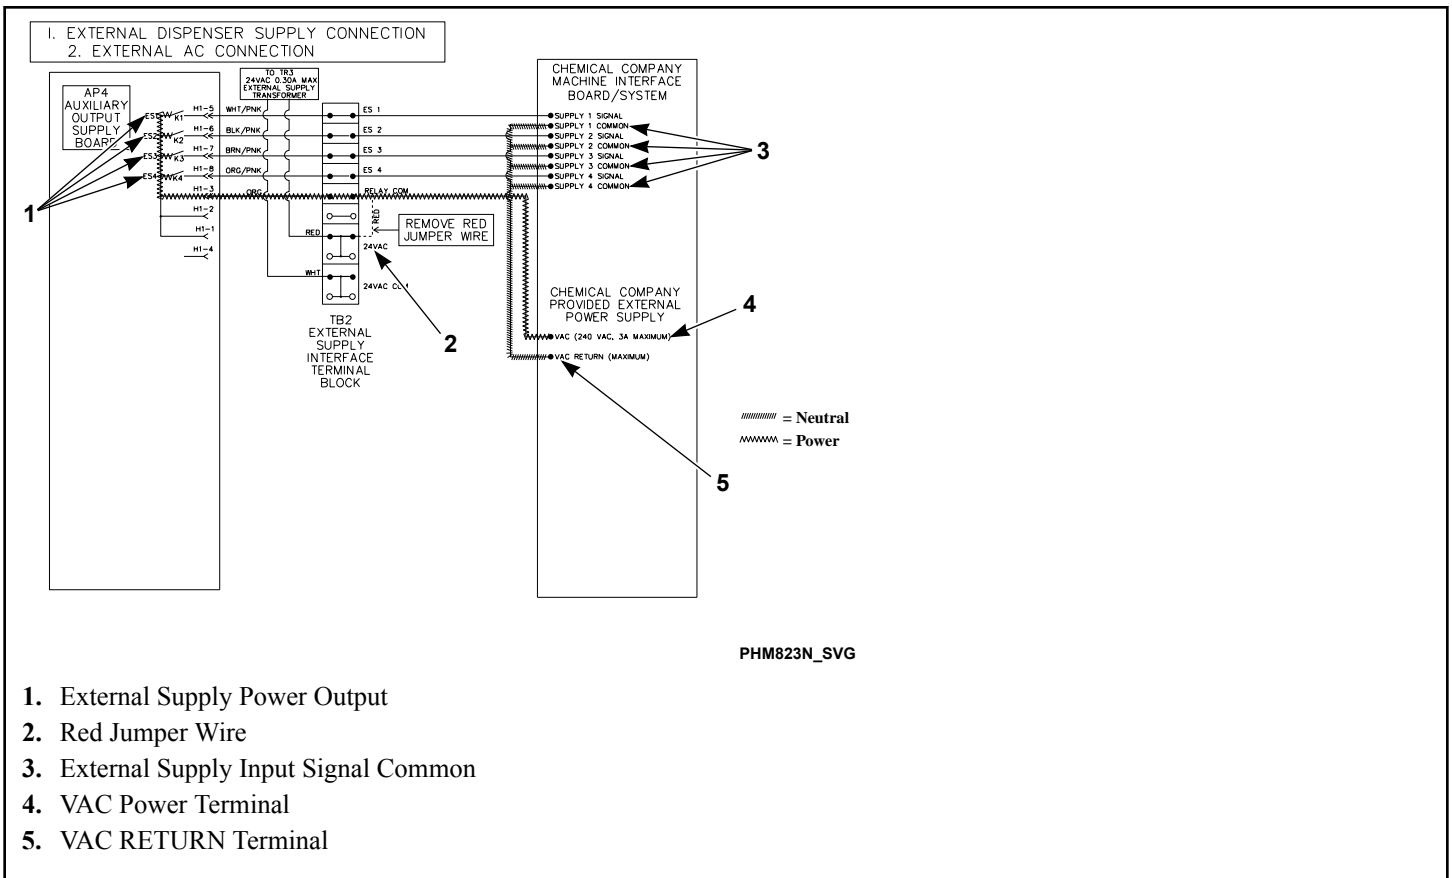 1. EXTERNAL DISPENSER SUPPLY CONNECTION
2. EXTERNAL AC CONNECTION
AP4
AUXILIARY
OUTPUT
SUPPLY
BOARD
TO TR3
24VAC 0.30A MAX
EXTERNAL SUPPLY
TRANSFORMER
CHEMICAL COMPANY
MACHINE INTERFACE
BOARD/SYSTEM
ES1 K1 H1-5 WHT/PNK ES 1 SUPPLY 1 SIGNAL
SUPPLY 1 COMMON
ES2 K2 H1-6 BLK/PNK ES 2 SUPPLY 2 SIGNAL
SUPPLY 2 COMMON
ES3 K3 H1-7 BRN/PNK ES 3 SUPPLY 3 SIGNAL
SUPPLY 3 COMMON
ES4 K4 H1-8 ORG/PNK ES 4 SUPPLY 4 SIGNAL
SUPPLY 4 COMMON
3
H1-3 ORG RELAY COM
1
H1-2
RED
REMOVE RED
JUMPER WIRE
H1-1 RED
24VAC
H1-4
WHT
24VAC COM
TB2
EXTERNAL
SUPPLY
INTERFACE
TERMINAL
BLOCK
2
CHEMICAL COMPANY
PROVIDED EXTERNAL
POWER SUPPLY
4
VAC (240 VAC, 3A MAXIMUM)
VAC RETURN (MAXIMUM)
= Neutral
= Power
5
PHM823N_SVG
1. External Supply Power Output
2. Red Jumper Wire
3. External Supply Input Signal Common
4. VAC Power Terminal
5. VAC RETURN Terminal